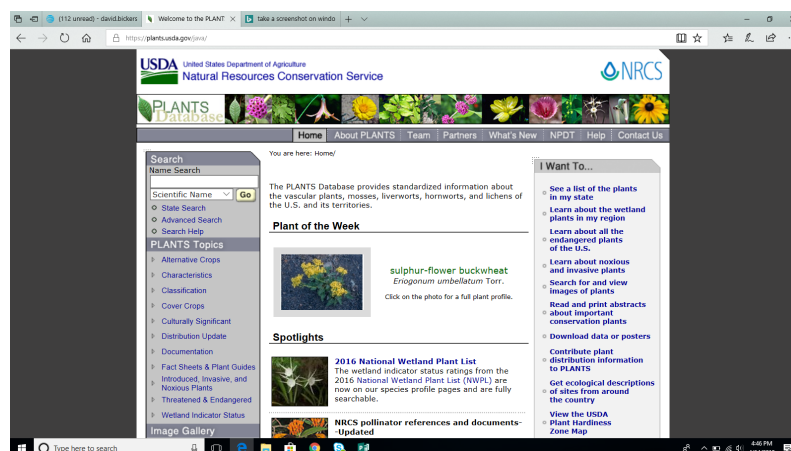 (112 unread) - david.bickers
Welcome to the PLANT
take a screenshot on windo
https://plants.usda.gov/java/
USDA United States Department of Agriculture
Natural Resources Conservation Service
NRCS
PLANTS
Database
Home About PLANTS Team Partners What's New NPDT Help Contact Us
Search
Name Search
Scientific Name Go
State Search
Advanced Search
Search Help
PLANTS Topics
Alternative Crops
Characteristics
Classification
Cover Crops
Culturally Significant
Distribution Update
Documentation
Fact Sheets & Plant Guides
Introduced, Invasive, and
Noxious Plants
Threatened & Endangered
Wetland Indicator Status
Image Gallery
You are here: Home/
The PLANTS Database provides standardized information about
the vascular plants, mosses, liverworts, hornworts, and lichens of
the U.S. and its territories.
Plant of the Week
sulphur-flower buckwheat
Eriogonum umbellatum Torr.
Click on the photo for a full plant profile.
Spotlights
2016 National Wetland Plant List
The wetland indicator status ratings from the
2016 National Wetland Plant List (NWPL) are
now on our species profile pages and are fully
searchable.
NRCS pollinator references and documents-
-Updated
I Want To...
See a list of the plants
in my state
Learn about the wetland
plants in my region
Learn about all the
endangered plants
of the U.S.
Learn about noxious
and invasive plants
Search for and view
images of plants
Read and print abstracts
about important
conservation plants
Download data or posters
Contribute plant
distribution information
to PLANTS
Get ecological descriptions
of sites from around
the country
View the USDA
Plant Hardiness
Zone Map
Type here to search
4:46 PM